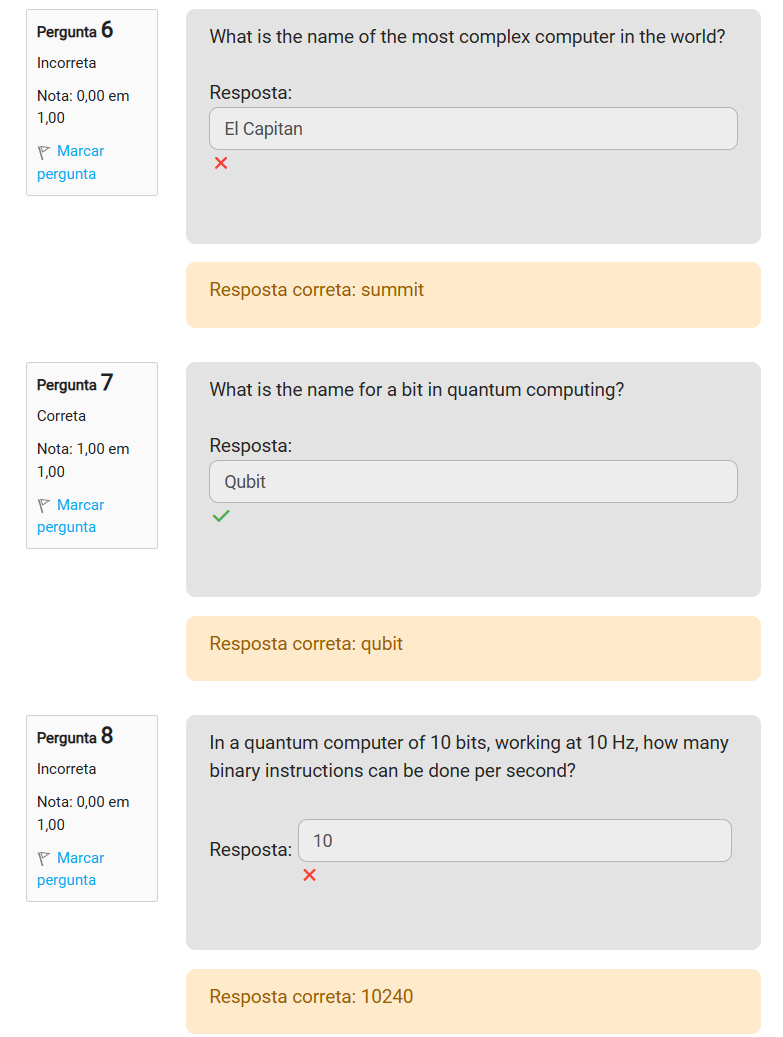 Pergunta 6
Incorreta
Nota: 0,00 em
1,00
Marcar
pergunta
What is the name of the most complex computer in the world?
Resposta:
El Capitan
Resposta correta: summit
Pergunta 7
Correta
Nota: 1,00 em
1,00
Marcar
pergunta
What is the name for a bit in quantum computing?
Resposta:
Qubit
Resposta correta: qubit
Pergunta 8
Incorreta
Nota: 0,00 em
1,00
Marcar
pergunta
In a quantum computer of 10 bits, working at 10 Hz, how many
binary instructions can be done per second?
Resposta: 10
Resposta correta: 10240